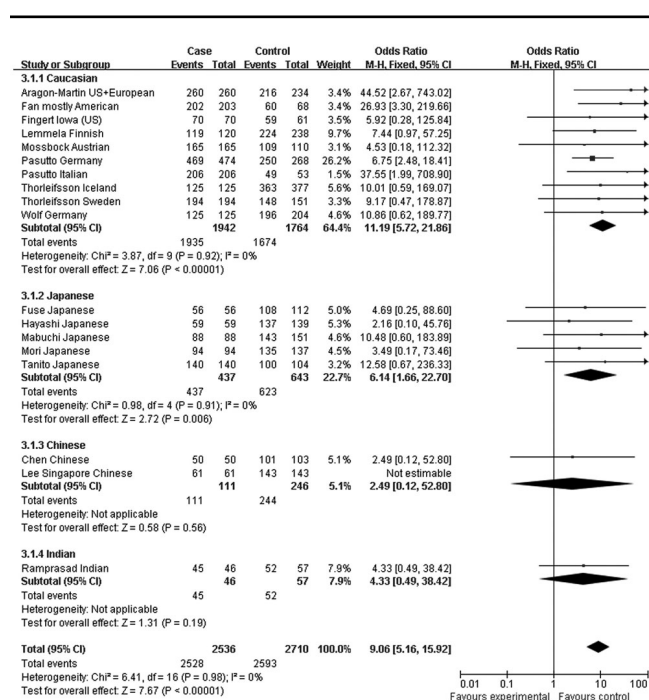 Case Control Odds Ratio Odds Ratio
Study or Subgroup Events Total Events Total Weight M-H, Fixed, 95% CI M-H, Fixed, 95% CI
3.1.1 Caucasian
Aragon-Martin US+European 260 260 216 234 3.4% 44.52 [2.67, 743.02]
Fan mostly American 202 203 60 68 3.4% 26.93 [3.30, 219.66]
Fingert Iowa (US) 70 70 59 61 3.8% 5.92 [0.28, 125.84]
Lemmela Finnish 119 120 224 238 9.7% 7.44 [0.97, 57.25]
Mossbock Austrian 165 165 109 110 3.4% 4.53 [0.18, 112.32]
Pasutto Germany 469 474 250 268 26.2% 6.75 [2.48, 18.41]
Pasutto Italian 206 206 49 53 1.9% 37.55 [1.99, 708.90]
Thorleifsson Iceland 125 125 363 377 4.3% 10.01 [0.59, 169.07]
Thorleifsson Sweden 194 194 148 151 3.7% 9.17 [0.47, 178.87]
Wolf Germany 125 125 196 204 4.6% 10.86 [0.62, 189.77]
Subtotal (95% CI) 1942 1764 64.4% 11.19 [5.72, 21.86]
Total events 1935 1674
Heterogeneity: Chi² = 3.87, df = 9 (P = 0.92); I² = 0%
Test for overall effect: Z = 7.06 (P < 0.00001)
3.1.2 Japanese
Fuse Japanese 56 56 108 112 5.0% 4.69 [0.25, 88.60]
Hayashi Japanese 59 59 137 139 5.3% 2.16 [0.10, 45.76]
Mabuchi Japanese 88 88 143 151 4.6% 10.48 [0.60, 183.89]
Mori Japanese 94 94 135 137 4.6% 3.49 [0.17, 73.46]
Tanito Japanese 140 140 100 104 3.2% 12.58 [0.67, 236.33]
Subtotal (95% CI) 437 643 22.7% 6.14 [1.66, 22.70]
Total events 437 623
Heterogeneity: Chi² = 0.98, df = 4 (P = 0.91); I² = 0%
Test for overall effect: Z = 2.72 (P = 0.006)
3.1.3 Chinese
Chen Chinese 50 50 101 103 5.1% 2.49 [0.12, 52.80]
Lee Singapore Chinese 61 61 143 143 Not estimable
Subtotal (95% CI) 111 246 5.1% 2.49 [0.12, 52.80]
Total events 111 244
Heterogeneity: Not applicable
Test for overall effect: Z = 0.58 (P = 0.56)
3.1.4 Indian
Ramprasad Indian 45 46 52 57 7.9% 4.33 [0.49, 38.42]
Subtotal (95% CI) 46 57 7.9% 4.33 [0.49, 38.42]
Total events 45 52
Heterogeneity: Not applicable
Test for overall effect: Z = 1.31 (P = 0.19)
Total (95% CI) 2536 2710 100.0% 9.06 [5.16, 15.92]
Total events 2528 2593
Heterogeneity: Chi² = 6.41, df = 16 (P = 0.98); I² = 0%
Test for overall effect: Z = 7.67 (P < 0.00001)
0.01 0.1 1 10 100
Favours experimental Favours control